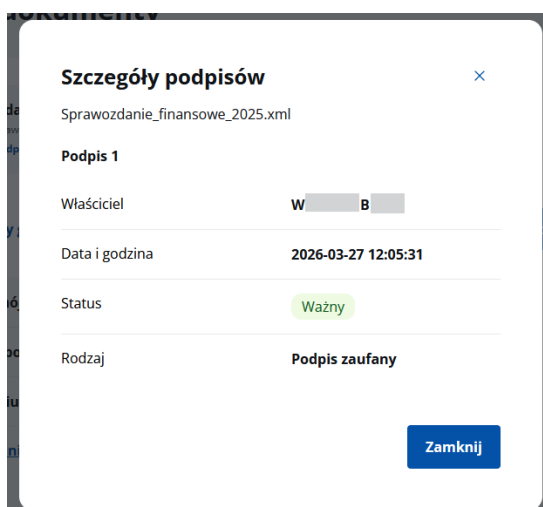 dokumenty
Szczegóły podpisów
Sprawozdanie_finansowe_2025.xml
Podpis 1
Właściciel W B
Data i godzina 2026-03-27 12:05:31
Status Ważny
Rodzaj Podpis zaufany
Zamknij